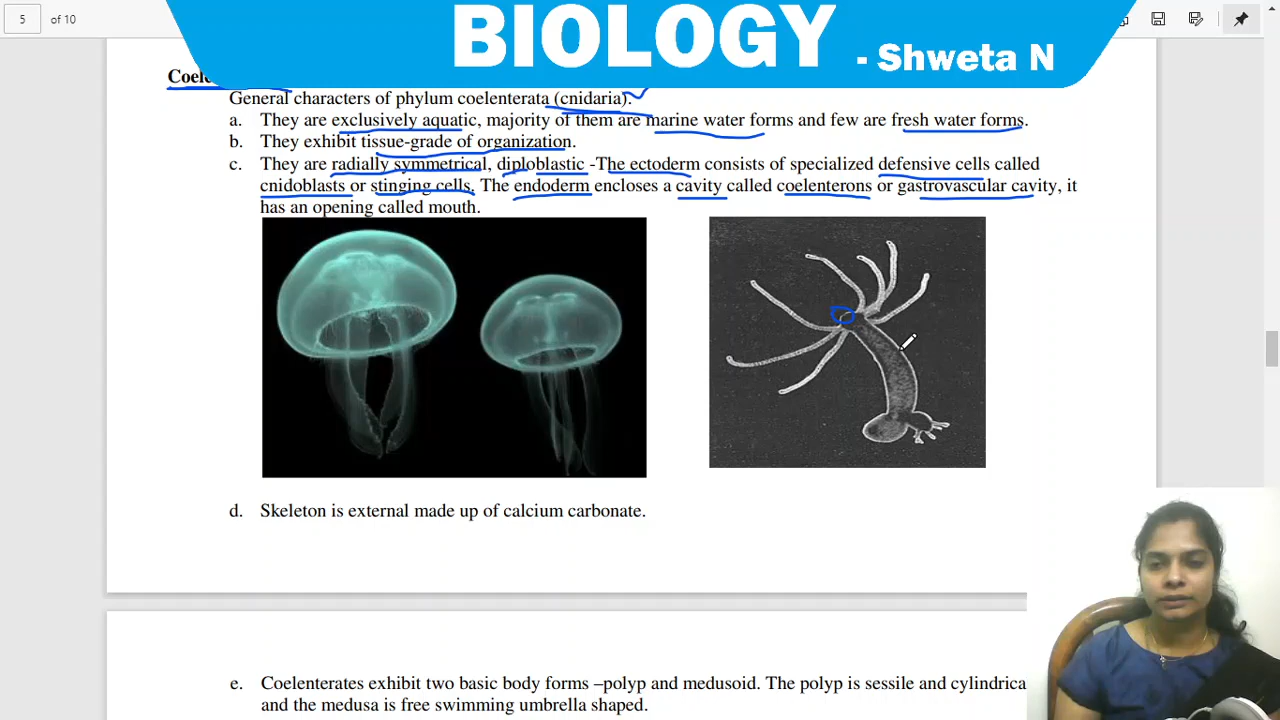 5 of 10
BIOLOGY
- Shweta N
General characters of phylum coelenterata (cnidaria).
a. They are exclusively aquatic, majority of them are marine water forms and few are fresh water forms.
b. They exhibit tissue-grade of organization.
c. They are radially symmetrical, diploblastic -The ectoderm consists of specialized defensive cells called
cnidoblasts or stinging cells. The endoderm encloses a cavity called coelenterons or gastrovascular cavity, it
has an opening called mouth.
d. Skeleton is external made up of calcium carbonate.
e. Coelenterates exhibit two basic body forms –polyp and medusoid. The polyp is sessile and cylindrica
and the medusa is free swimming umbrella shaped.